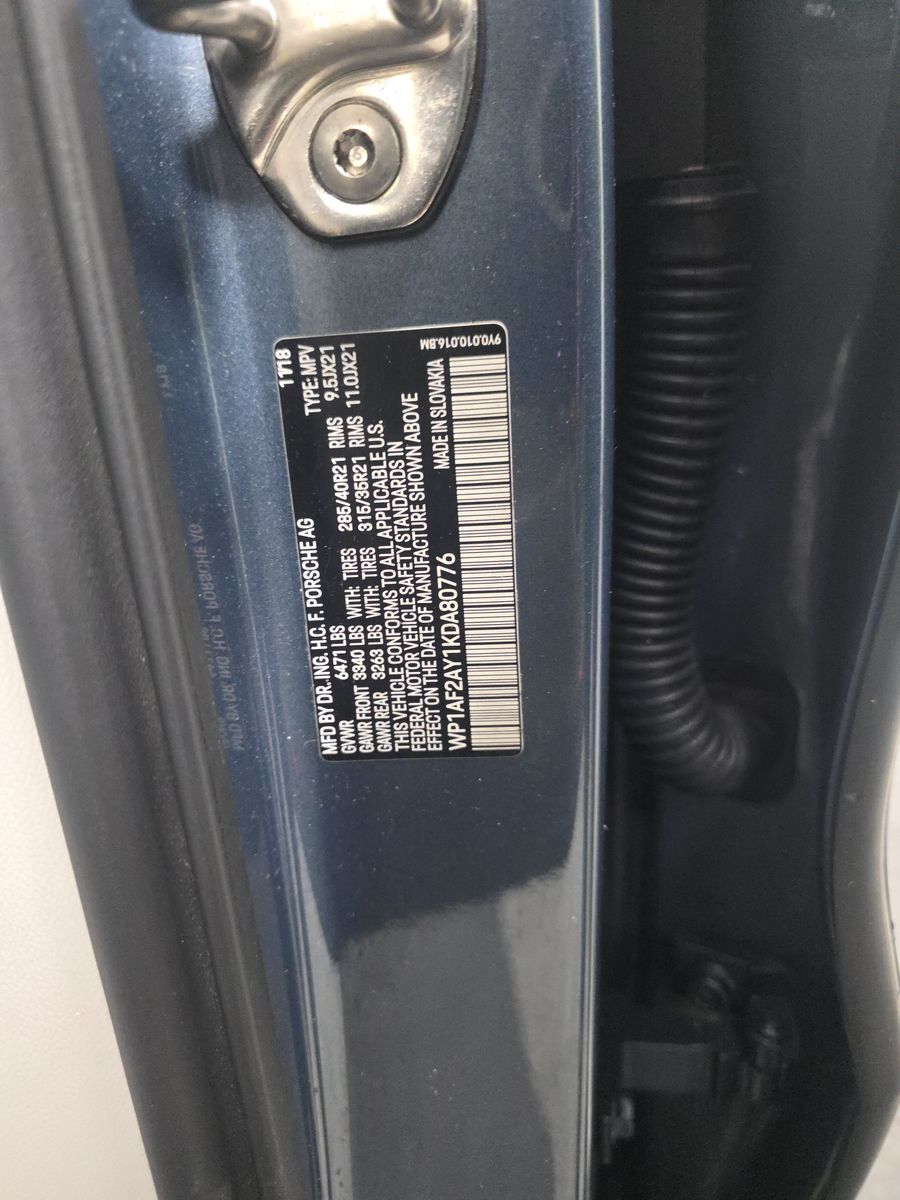 MFD BY DR. ING. H.C. F. PORSCHE AG 11/18
GVWR 6471 LBS TYPE: MPV
GAWR FRONT 3340 LBS WITH: TIRES 285/40R21 RIMS 9.5JX21
GAWR REAR 3263 LBS WITH: TIRES 315/35R21 RIMS 11.0JX21
THIS VEHICLE CONFORMS TO ALL APPLICABLE U.S.
FEDERAL MOTOR VEHICLE SAFETY STANDARDS IN
EFFECT ON THE DATE OF MANUFACTURE SHOWN ABOVE
WP1AF2AY1KDA80776 MADE IN SLOVAKIA
9Y0.010.016.BM